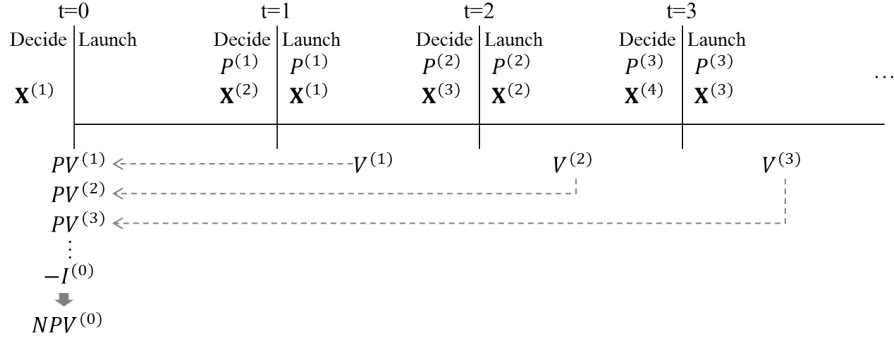 t=0 t=1 t=2 t=3
Decide Launch Decide Launch Decide Launch Decide Launch
P^(1) P^(1) P^(2) P^(2) P^(3) P^(3)
X^(1) X^(2) X^(1) X^(3) X^(2) X^(4) X^(3) …
PV^(1) V^(1) V^(2) V^(3)
PV^(2)
PV^(3)
⋮
−I^(0)
NPV^(0)